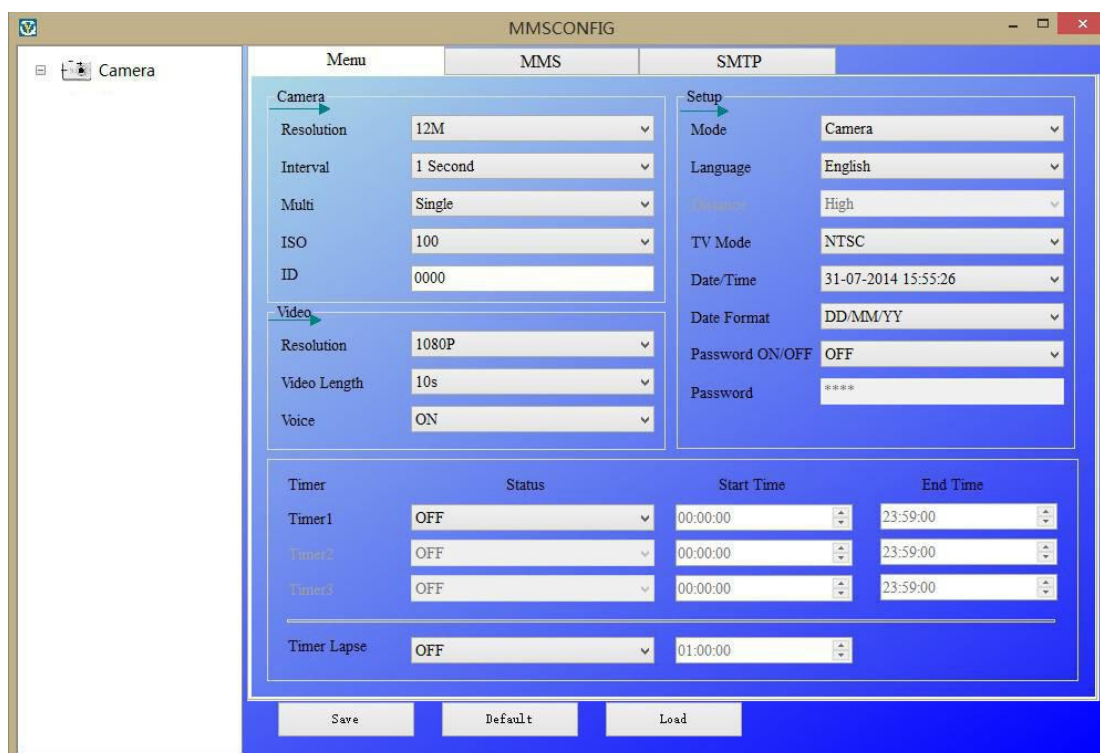 MMSCONFIG
Camera
Menu MMS SMTP
Camera
Resolution 12M
Interval 1 Second
Multi Single
ISO 100
ID 0000
Video
Resolution 1080P
Video Length 10s
Voice ON
Setup
Mode Camera
Language English
Distance High
TV Mode NTSC
Date/Time 31-07-2014 15:55:26
Date Format DD/MM/YY
Password ON/OFF OFF
Password ****
Timer Status Start Time End Time
Timer1 OFF 00:00:00 23:59:00
Timer2 OFF 00:00:00 23:59:00
Timer3 OFF 00:00:00 23:59:00
Timer Lapse OFF 01:00:00
Save Default Load